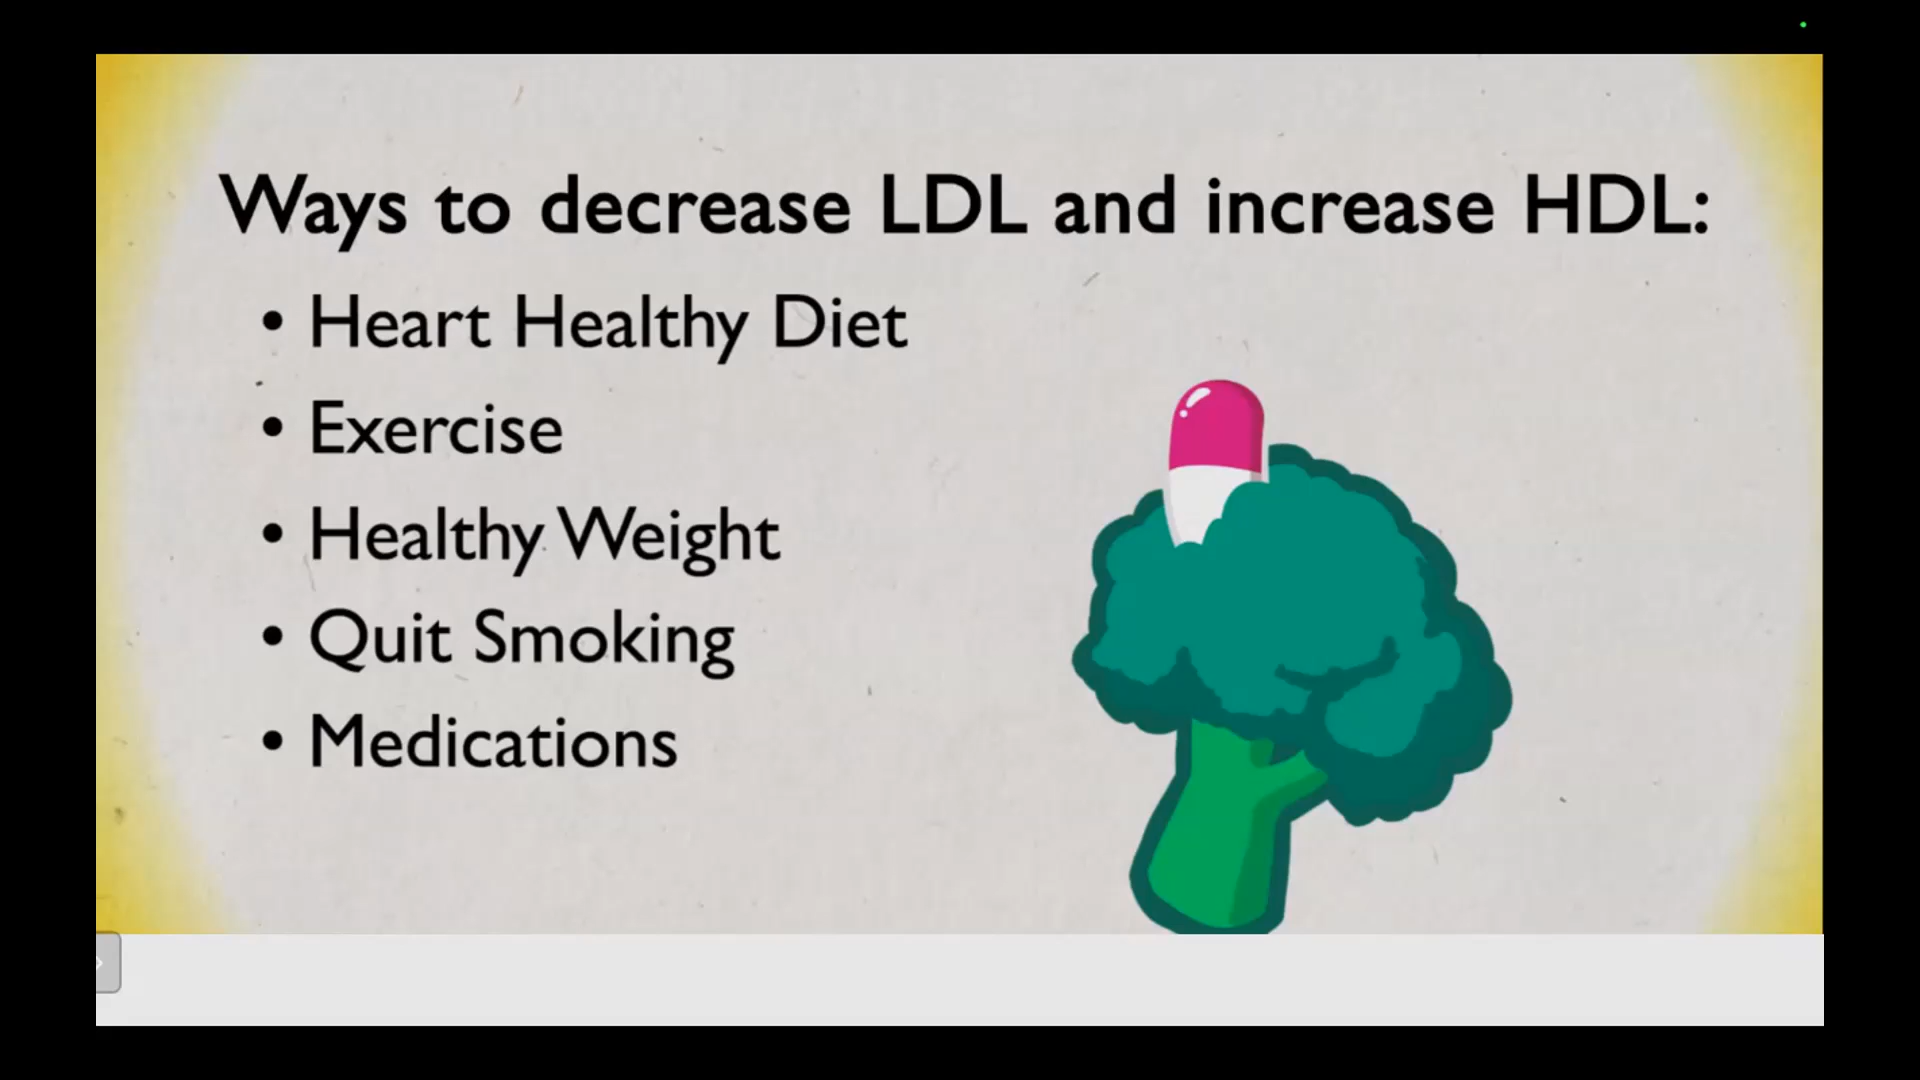 Ways to decrease LDL and increase HDL:
• Heart Healthy Diet
• Exercise
• Healthy Weight
• Quit Smoking
• Medications